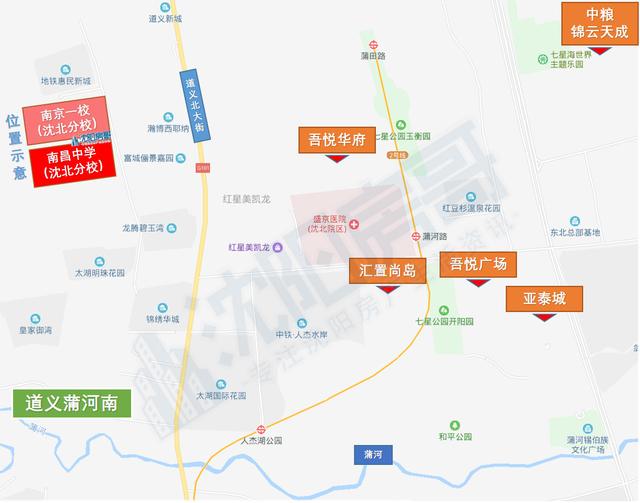 道义新城
中粮
锦云天成
蒲田路
七星海世界
主题乐园
地铁惠民新城
道义北大街
南京一校
(沈北分校)
沈阳房哥
位置示意
瀚博西耶纳
七星公园玉衡园
吾悦华府
南昌中学
(沈北分校)
富城俪景嘉园
2号线
G101
红星美凯龙
红豆杉温泉花园
盛京医院
(沈北院区)
龙腾碧玉湾
蒲河路
东北总部基地
红星美凯龙
太湖明珠花园
汇置尚岛
吾悦广场
亚泰城
锦绣华城
七星公园开阳园
皇家御湾
中铁·人杰水岸
太湖国际花园
道义蒲河南
蒲河
人杰湖公园
和平公园
蒲河锡伯族
文化广场
蒲河
沈阳房哥
专注沈阳房产资讯